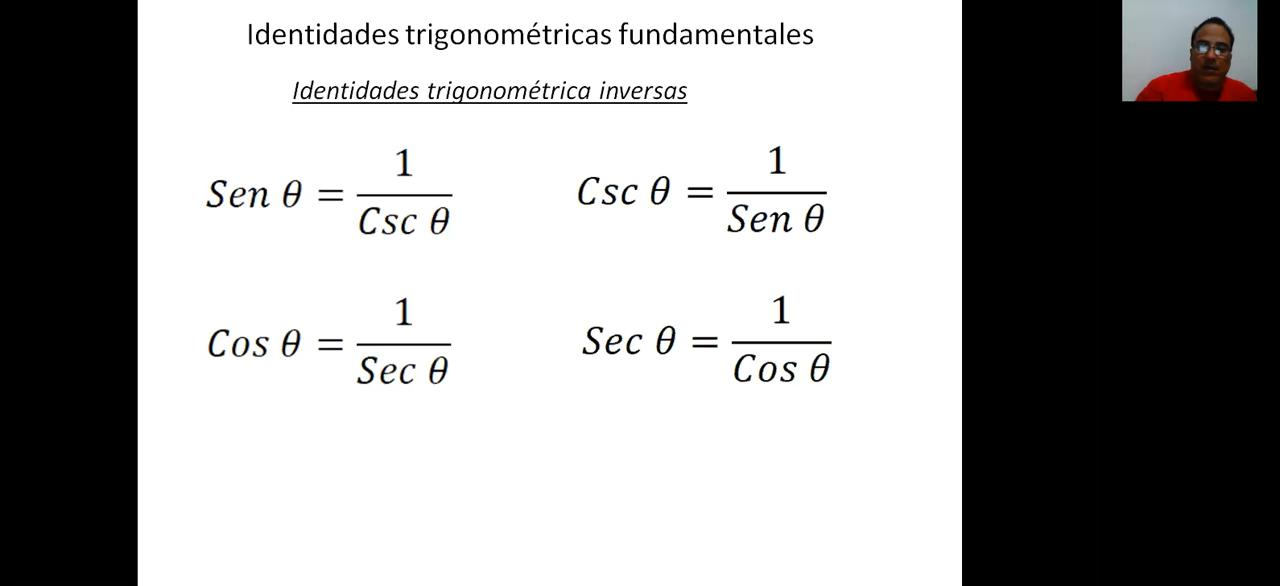 Identidades trigonométricas fundamentales
Identidades trigonométrica inversas
Sen θ = 1 / Csc θ
Csc θ = 1 / Sen θ
Cos θ = 1 / Sec θ
Sec θ = 1 / Cos θ